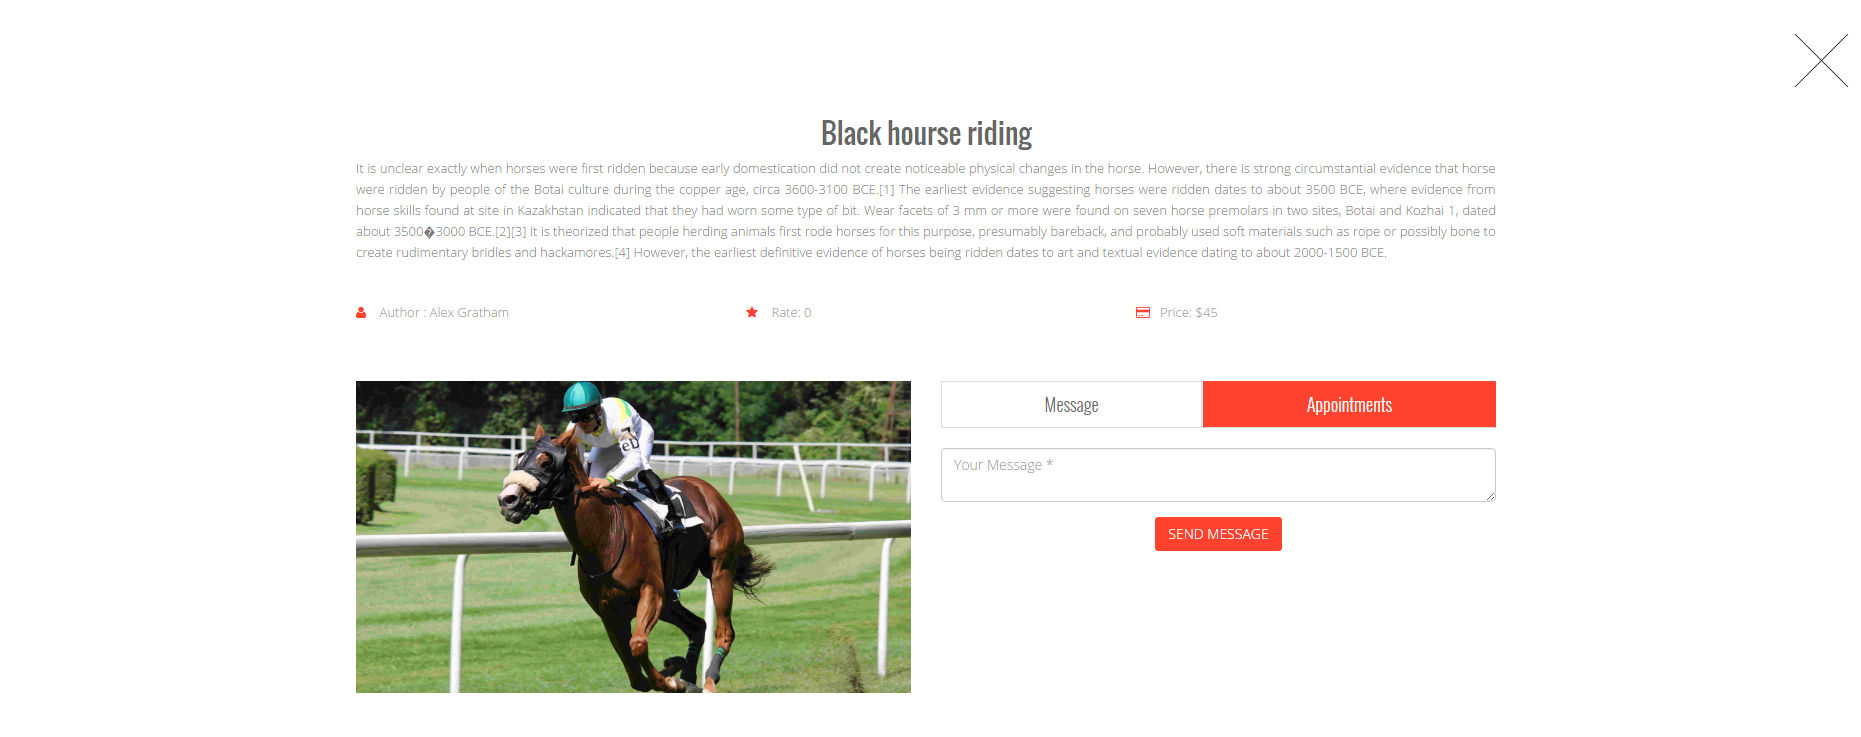 Black hourse riding
It is unclear exactly when horses were first ridden because early domestication did not create noticeable physical changes in the horse. However, there is strong circumstantial evidence that horse
were ridden by people of the Botai culture during the copper age, circa 3600-3100 BCE.[1] The earliest evidence suggesting horses were ridden dates to about 3500 BCE, where evidence from
horse skills found at site in Kazakhstan indicated that they had worn some type of bit. Wear facets of 3 mm or more were found on seven horse premolars in two sites, Botai and Kozhai 1, dated
about 3500�3000 BCE.[2][3] It is theorized that people herding animals first rode horses for this purpose, presumably bareback, and probably used soft materials such as rope or possibly bone to
create rudimentary bridles and hackamores.[4] However, the earliest definitive evidence of horses being ridden dates to art and textual evidence dating to about 2000-1500 BCE.
Author : Alex Gratham
Rate: 0
Price: $45
Message
Appointments
Your Message *
SEND MESSAGE